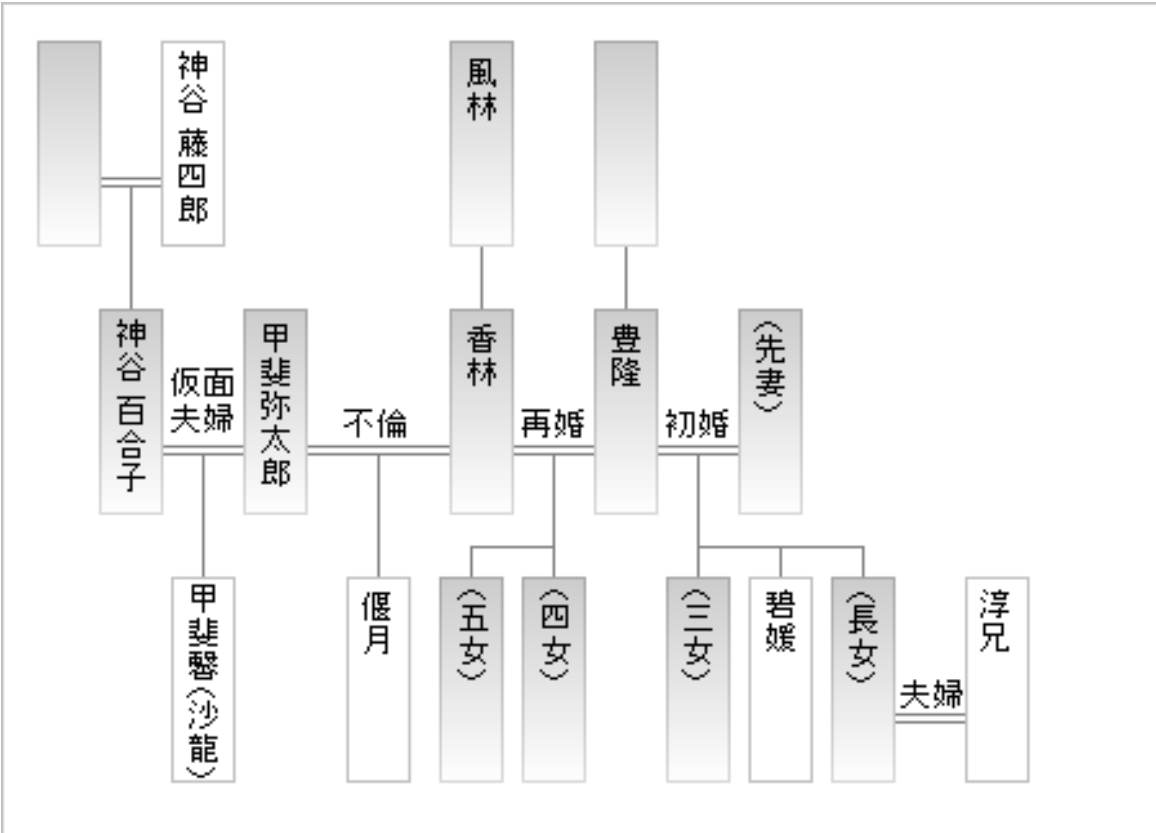 神谷 藤四郎
風林
神谷 百合子
仮面
夫婦
甲斐弥太郎
不倫
香林
再婚
豊隆
初婚
(先妻)
甲斐馨(沙龍)
偃月
(五女)
(四女)
(三女)
碧媛
(長女)
夫婦
淳兄